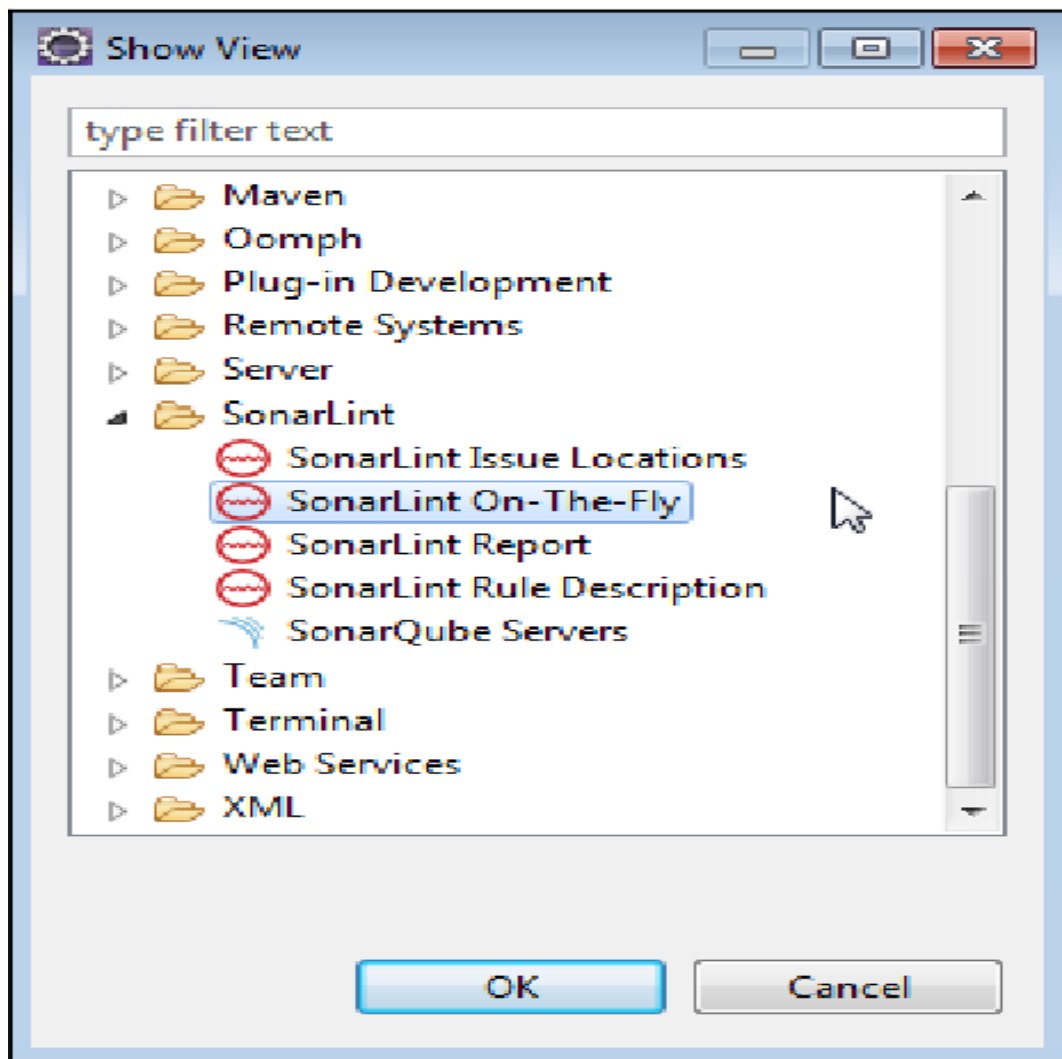 Show View
type filter text
Maven
Oomph
Plug-in Development
Remote Systems
Server
SonarLint
SonarLint Issue Locations
SonarLint On-The-Fly
SonarLint Report
SonarLint Rule Description
SonarQube Servers
Team
Terminal
Web Services
XML
OK Cancel